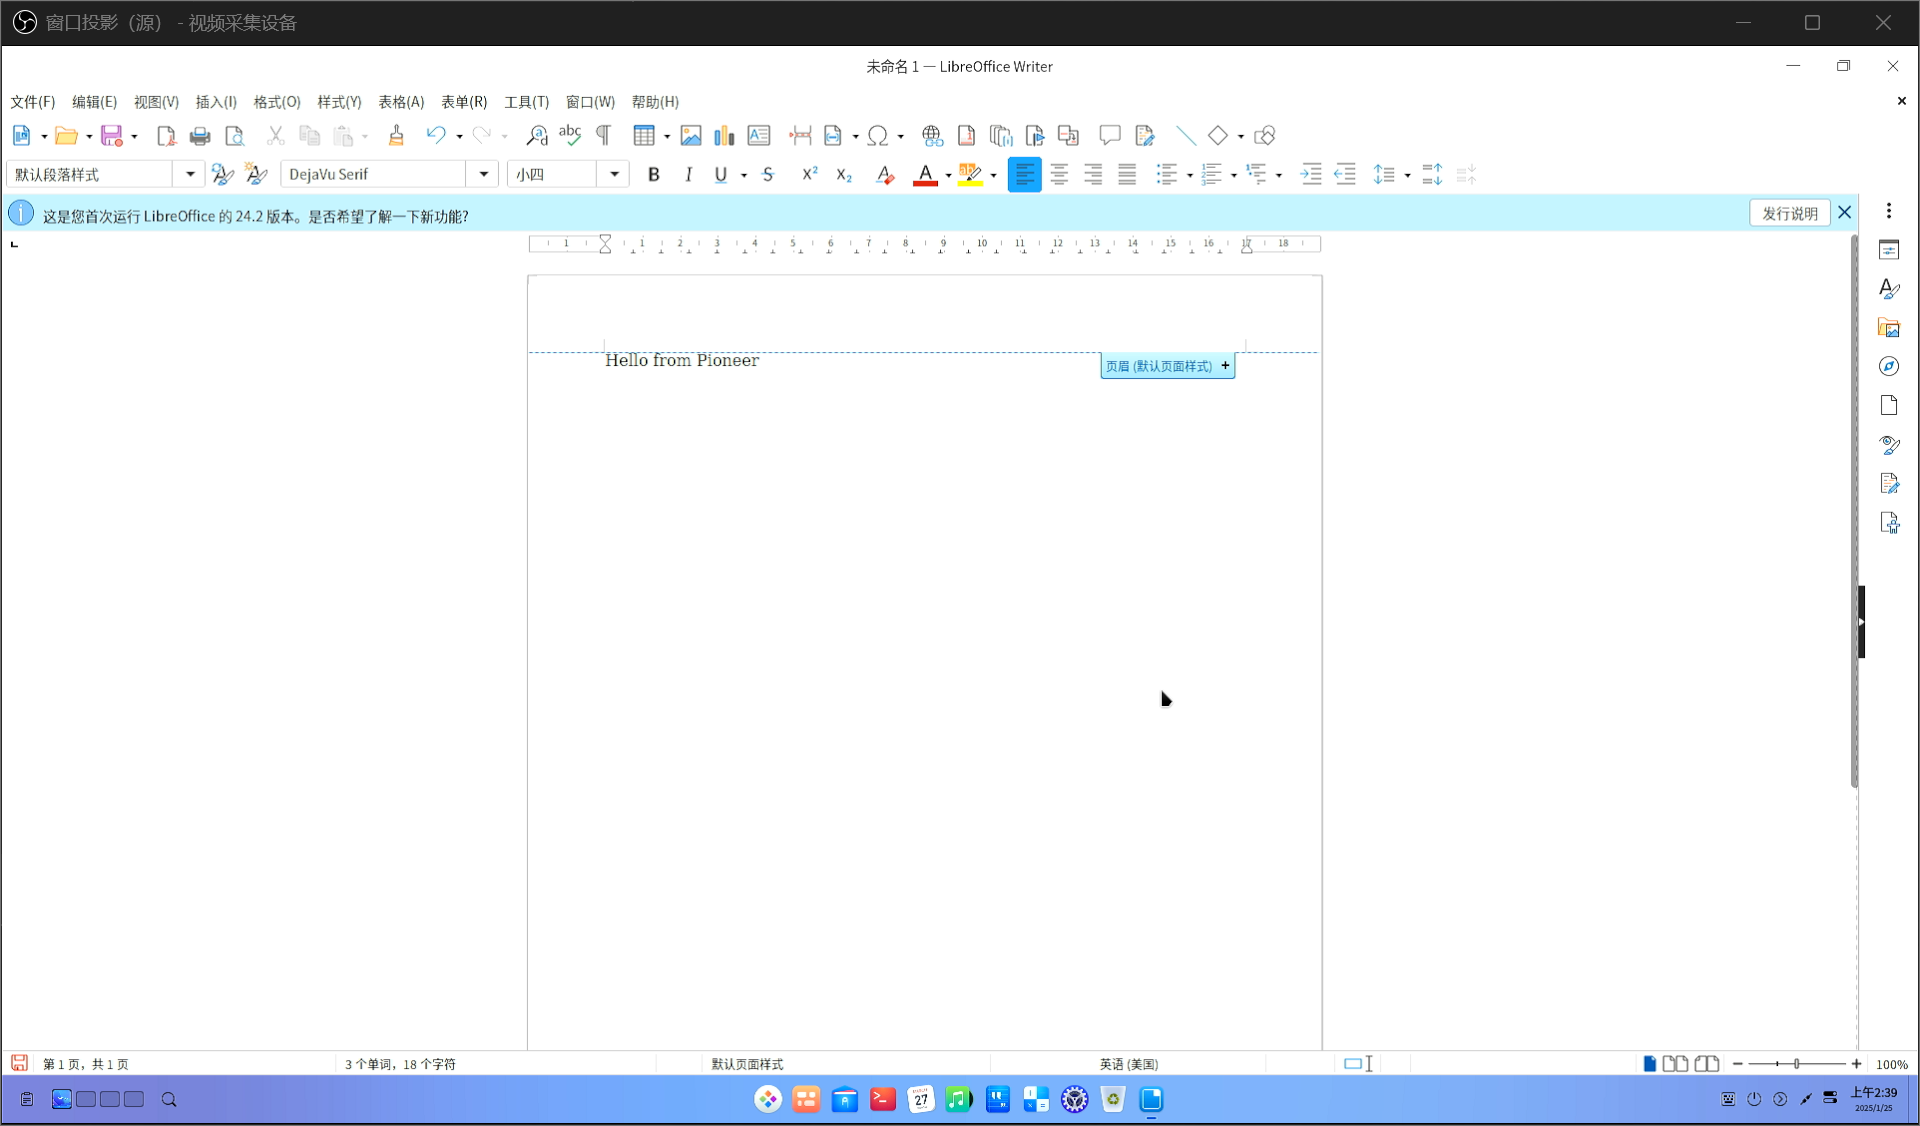 窗口投影（源） - 视频采集设备
未命名 1 — LibreOffice Writer
文件(F) 编辑(E) 视图(V) 插入(I) 格式(O) 样式(Y) 表格(A) 表单(R) 工具(T) 窗口(W) 帮助(H)
默认段落样式 DejaVu Serif 小四
这是您首次运行 LibreOffice 的 24.2 版本。是否希望了解一下新功能?
发行说明
1 1 2 3 4 5 6 7 8 9 10 11 12 13 14 15 16 17 18
Hello from Pioneer
页眉 (默认页面样式) +
第 1 页，共 1 页 3 个单词，18 个字符 默认页面样式 英语 (美国) 100%
27
上午2:39
2025/1/25